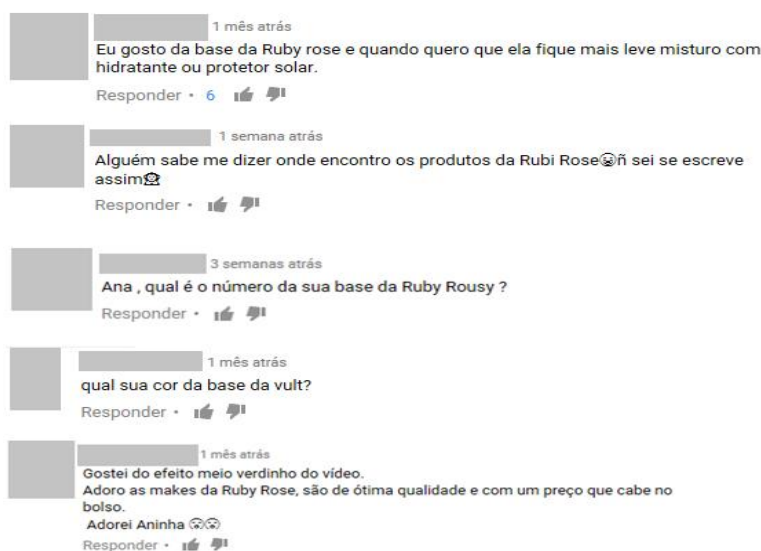 1 mês atrás
Eu gosto da base da Ruby rose e quando quero que ela fique mais leve misturo com
hidratante ou protetor solar.
Responder • 6
1 semana atrás
Alguém sabe me dizer onde encontro os produtos da Rubi Rose😭ñ sei se escreve
assim🙊
Responder •
3 semanas atrás
Ana , qual é o número da sua base da Ruby Rousy ?
Responder •
1 mês atrás
qual sua cor da base da vult?
Responder •
1 mês atrás
Gostei do efeito meio verdinho do vídeo.
Adoro as makes da Ruby Rose, são de ótima qualidade e com um preço que cabe no
bolso.
Adorei Aninha 😍😍
Responder •